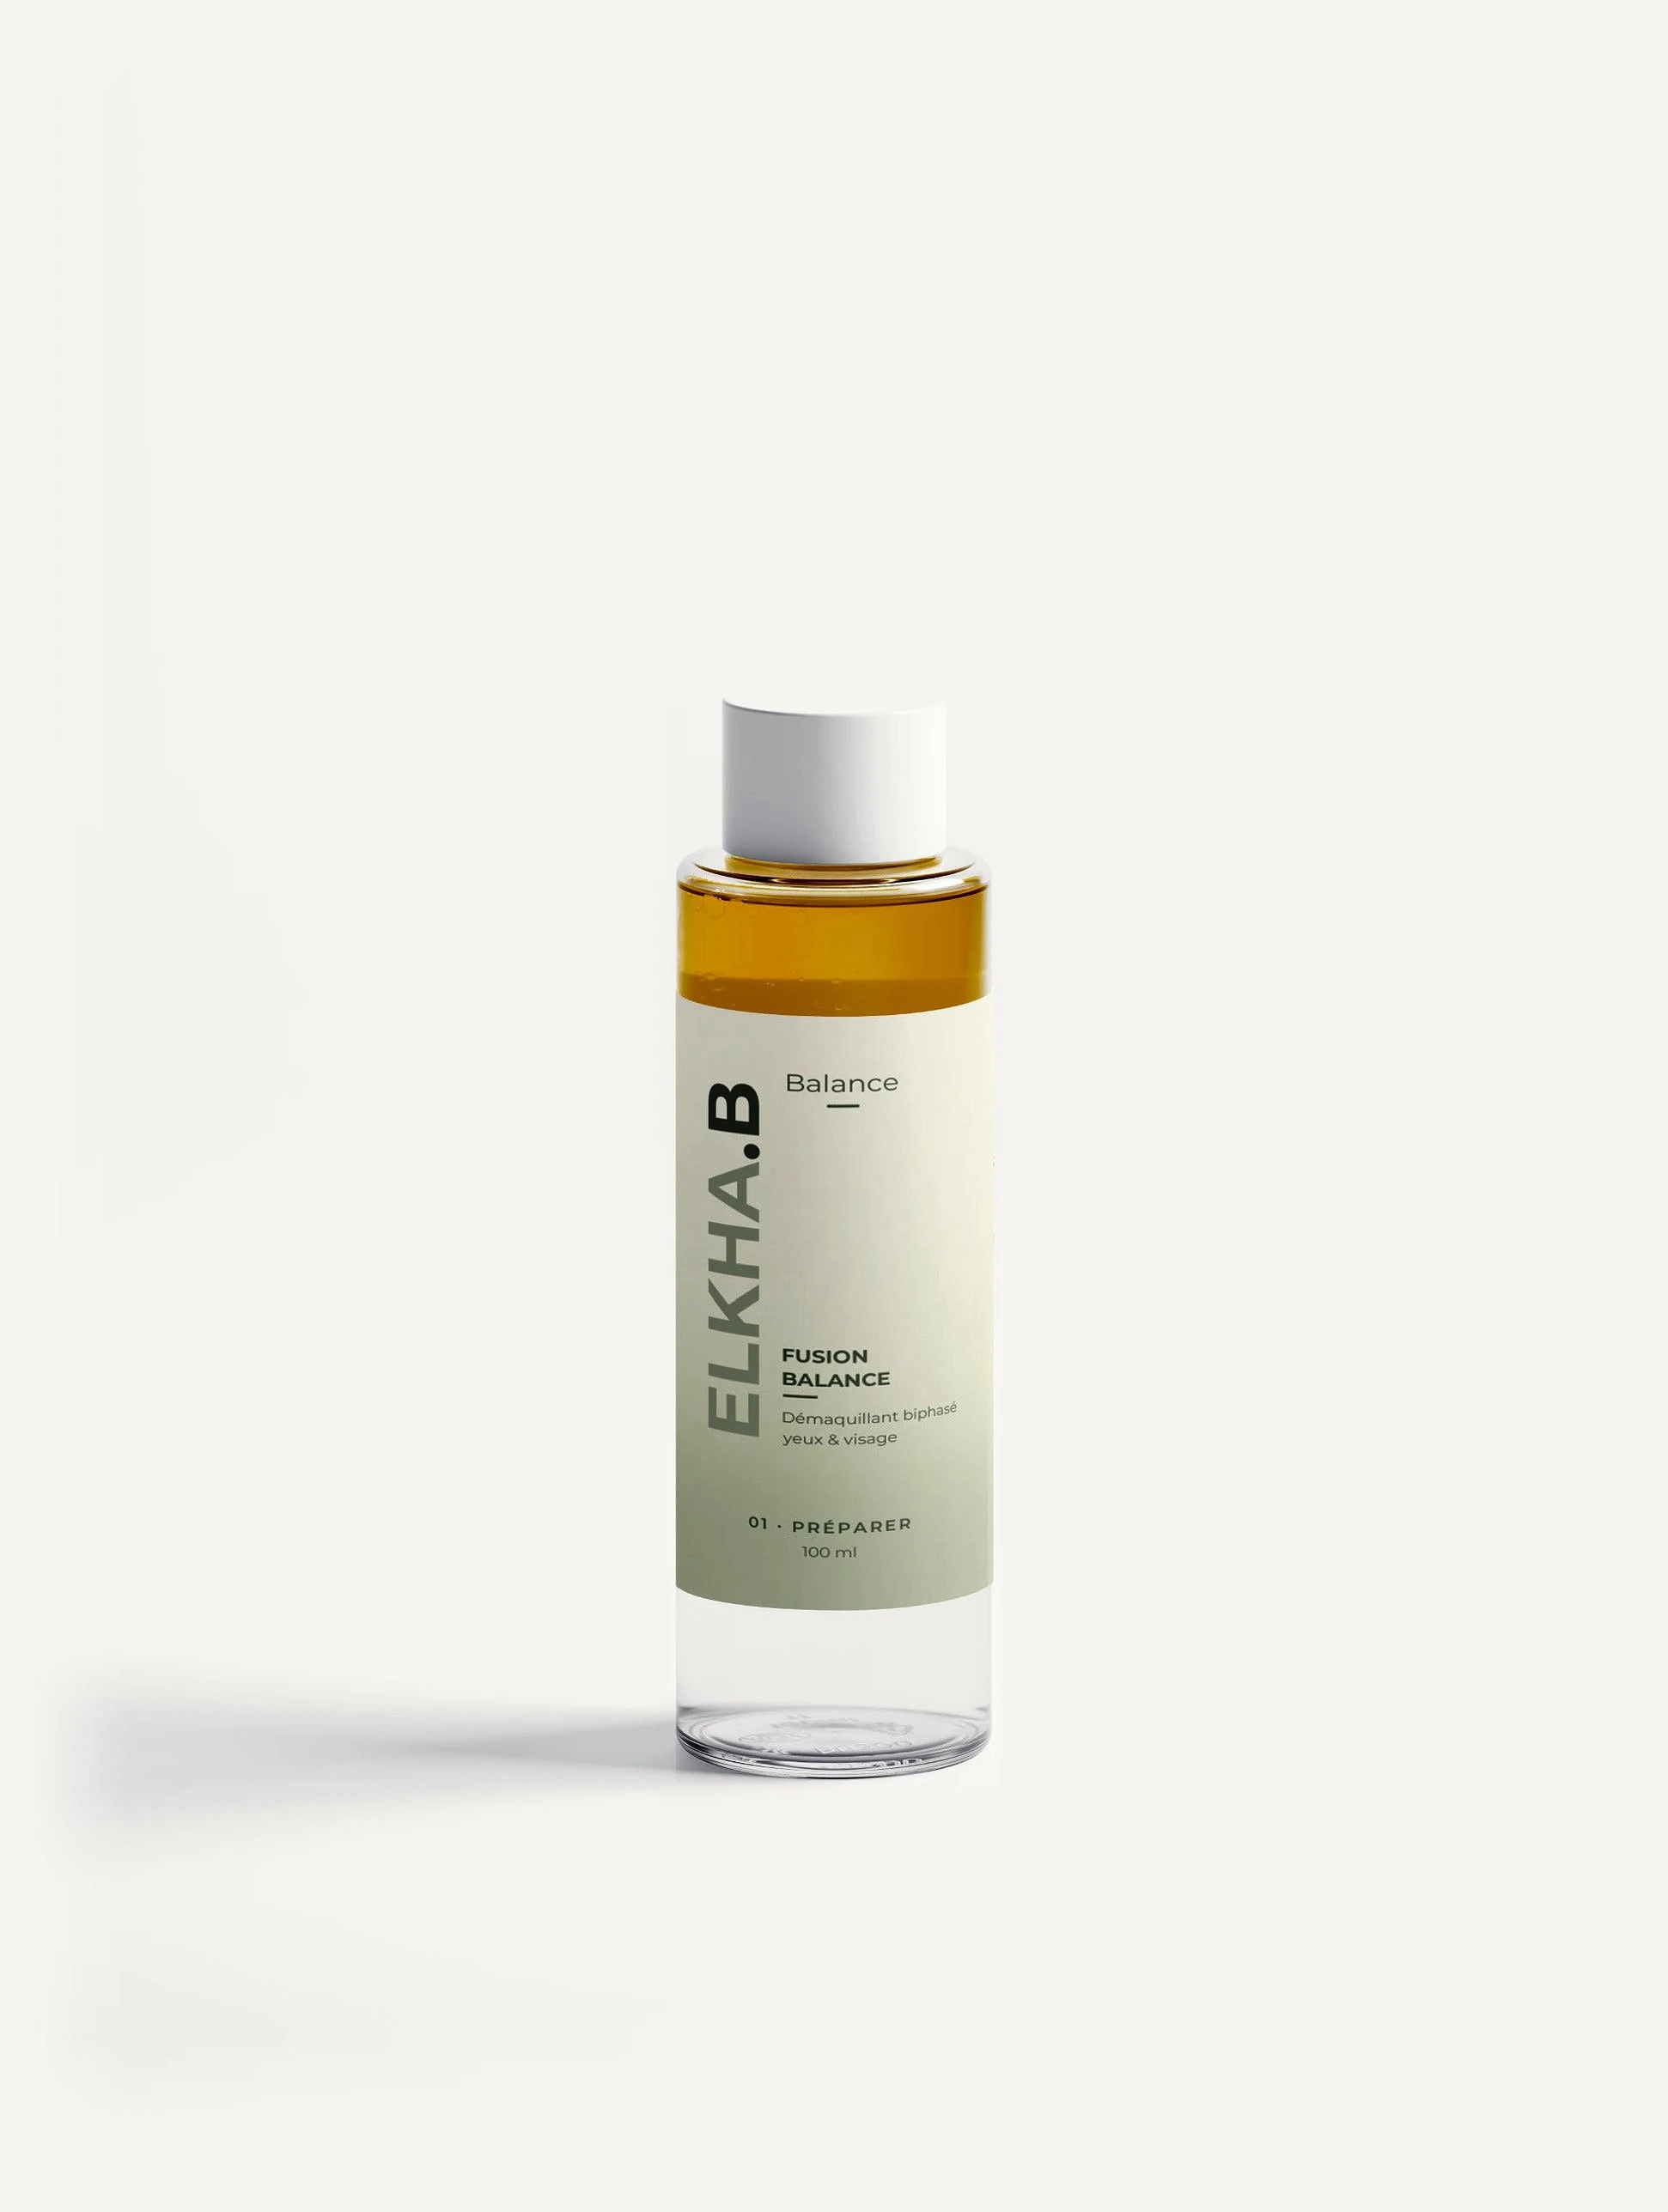 ELKHA.B
Balance
FUSION
BALANCE
Démaquillant biphasé
yeux & visage
01 · PRÉPARER
100 ml